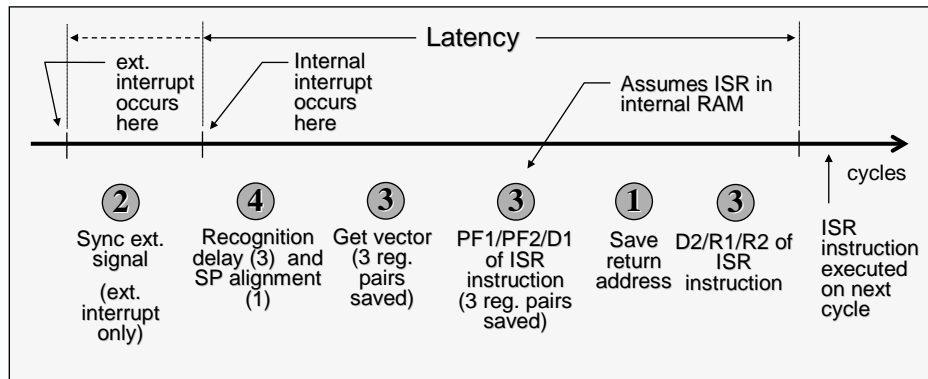 Latency
ext.
interrupt
occurs
here
Internal
interrupt
occurs
here
Assumes ISR in
internal RAM
cycles
2
Sync ext.
signal
(ext.
interrupt
only)
4
Recognition
delay (3) and
SP alignment
(1)
3
Get vector
(3 reg.
pairs
saved)
3
PF1/PF2/D1
of ISR
instruction
(3 reg. pairs
saved)
1
Save
return
address
3
D2/R1/R2 of
ISR
instruction
ISR
instruction
executed
on next
cycle